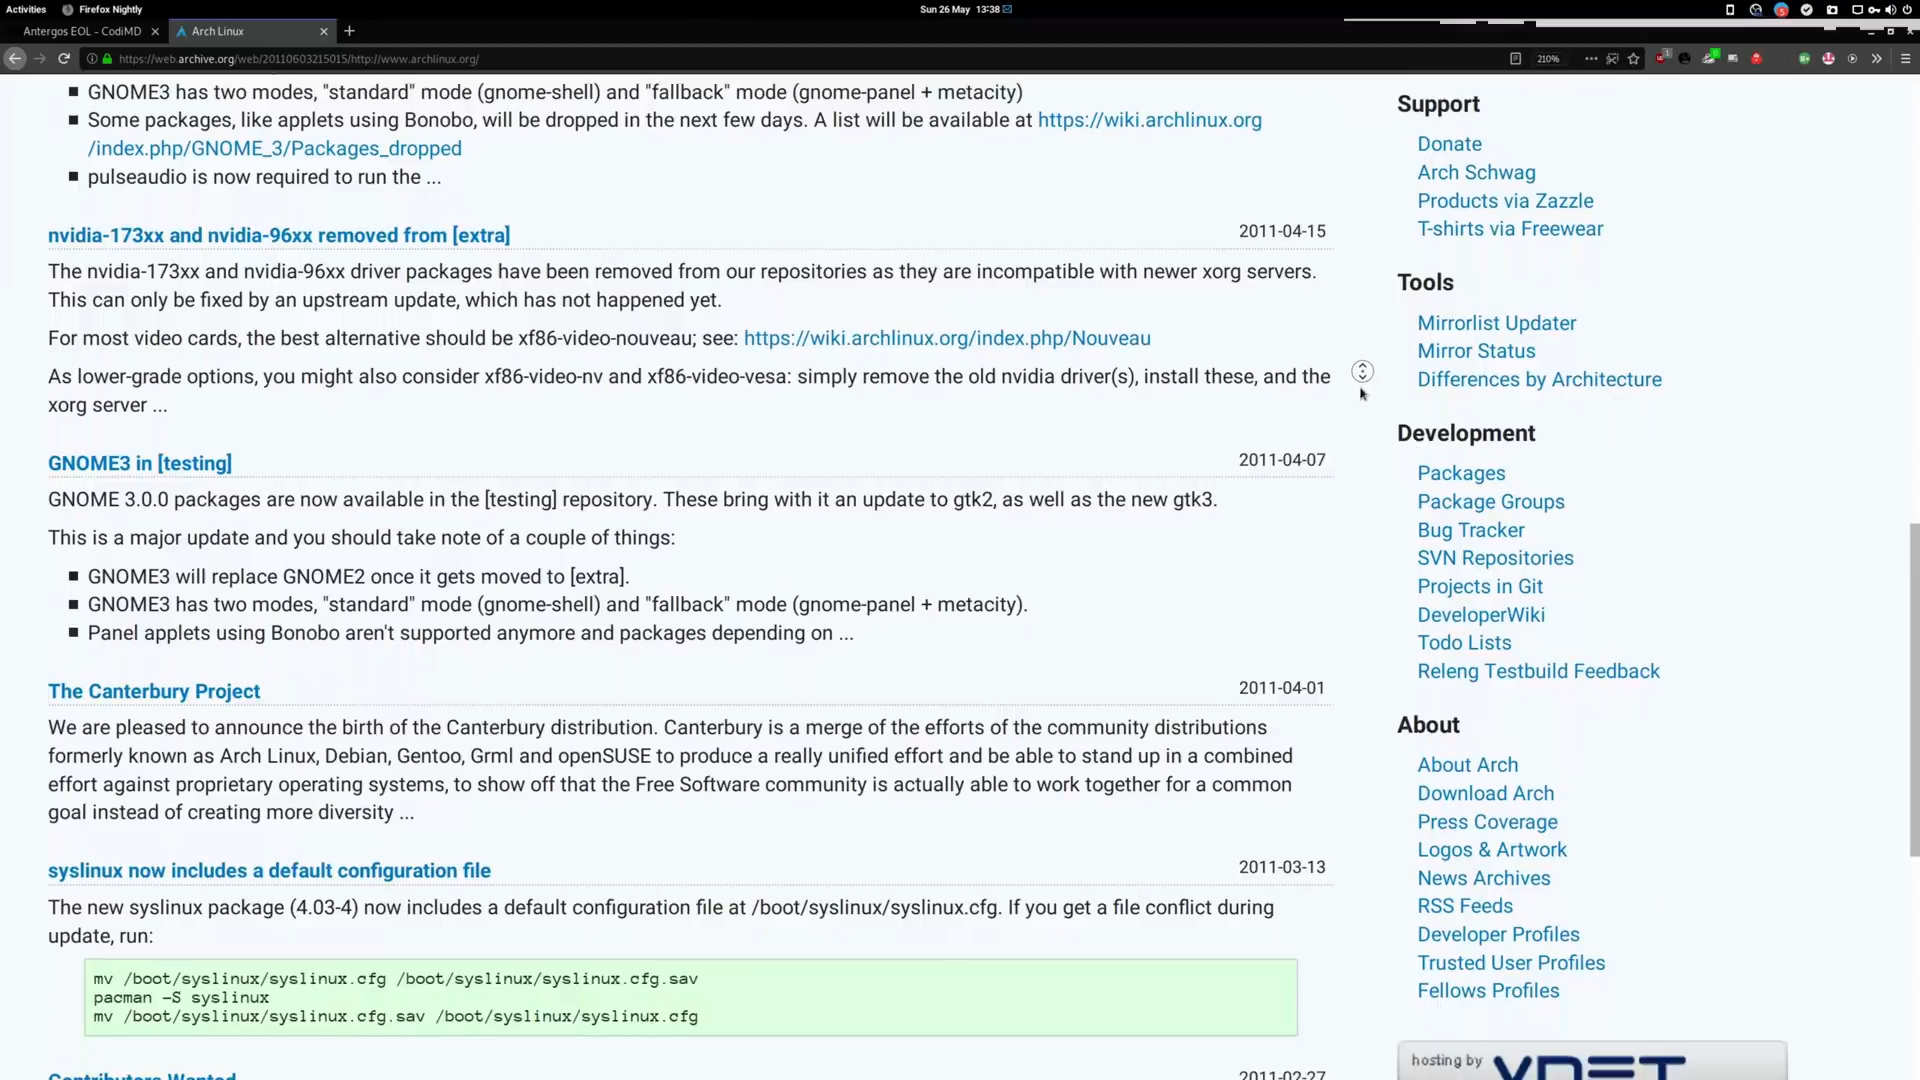 Activities
Firefox Nightly
Sun 26 May 13:38
Antergos EOL - CodiMD
Arch Linux
https://web.archive.org/web/20110603215015/http://www.archlinux.org/
210%
GNOME3 has two modes, "standard" mode (gnome-shell) and "fallback" mode (gnome-panel + metacity)
Some packages, like applets using Bonobo, will be dropped in the next few days. A list will be available at https://wiki.archlinux.org
/index.php/GNOME_3/Packages_dropped
pulseaudio is now required to run the ...
nvidia-173xx and nvidia-96xx removed from [extra]
2011-04-15
The nvidia-173xx and nvidia-96xx driver packages have been removed from our repositories as they are incompatible with newer xorg servers.
This can only be fixed by an upstream update, which has not happened yet.
For most video cards, the best alternative should be xf86-video-nouveau; see: https://wiki.archlinux.org/index.php/Nouveau
As lower-grade options, you might also consider xf86-video-nv and xf86-video-vesa: simply remove the old nvidia driver(s), install these, and the
xorg server ...
GNOME3 in [testing]
2011-04-07
GNOME 3.0.0 packages are now available in the [testing] repository. These bring with it an update to gtk2, as well as the new gtk3.
This is a major update and you should take note of a couple of things:
GNOME3 will replace GNOME2 once it gets moved to [extra].
GNOME3 has two modes, "standard" mode (gnome-shell) and "fallback" mode (gnome-panel + metacity).
Panel applets using Bonobo aren't supported anymore and packages depending on ...
The Canterbury Project
2011-04-01
We are pleased to announce the birth of the Canterbury distribution. Canterbury is a merge of the efforts of the community distributions
formerly known as Arch Linux, Debian, Gentoo, Grml and openSUSE to produce a really unified effort and be able to stand up in a combined
effort against proprietary operating systems, to show off that the Free Software community is actually able to work together for a common
goal instead of creating more diversity ...
syslinux now includes a default configuration file
2011-03-13
The new syslinux package (4.03-4) now includes a default configuration file at /boot/syslinux/syslinux.cfg. If you get a file conflict during
update, run:
mv /boot/syslinux/syslinux.cfg /boot/syslinux/syslinux.cfg.sav
pacman -S syslinux
mv /boot/syslinux/syslinux.cfg.sav /boot/syslinux/syslinux.cfg
Contributors Wanted
2011-02-27
Support
Donate
Arch Schwag
Products via Zazzle
T-shirts via Freewear
Tools
Mirrorlist Updater
Mirror Status
Differences by Architecture
Development
Packages
Package Groups
Bug Tracker
SVN Repositories
Projects in Git
DeveloperWiki
Todo Lists
Releng Testbuild Feedback
About
About Arch
Download Arch
Press Coverage
Logos & Artwork
News Archives
RSS Feeds
Developer Profiles
Trusted User Profiles
Fellows Profiles
hosting by